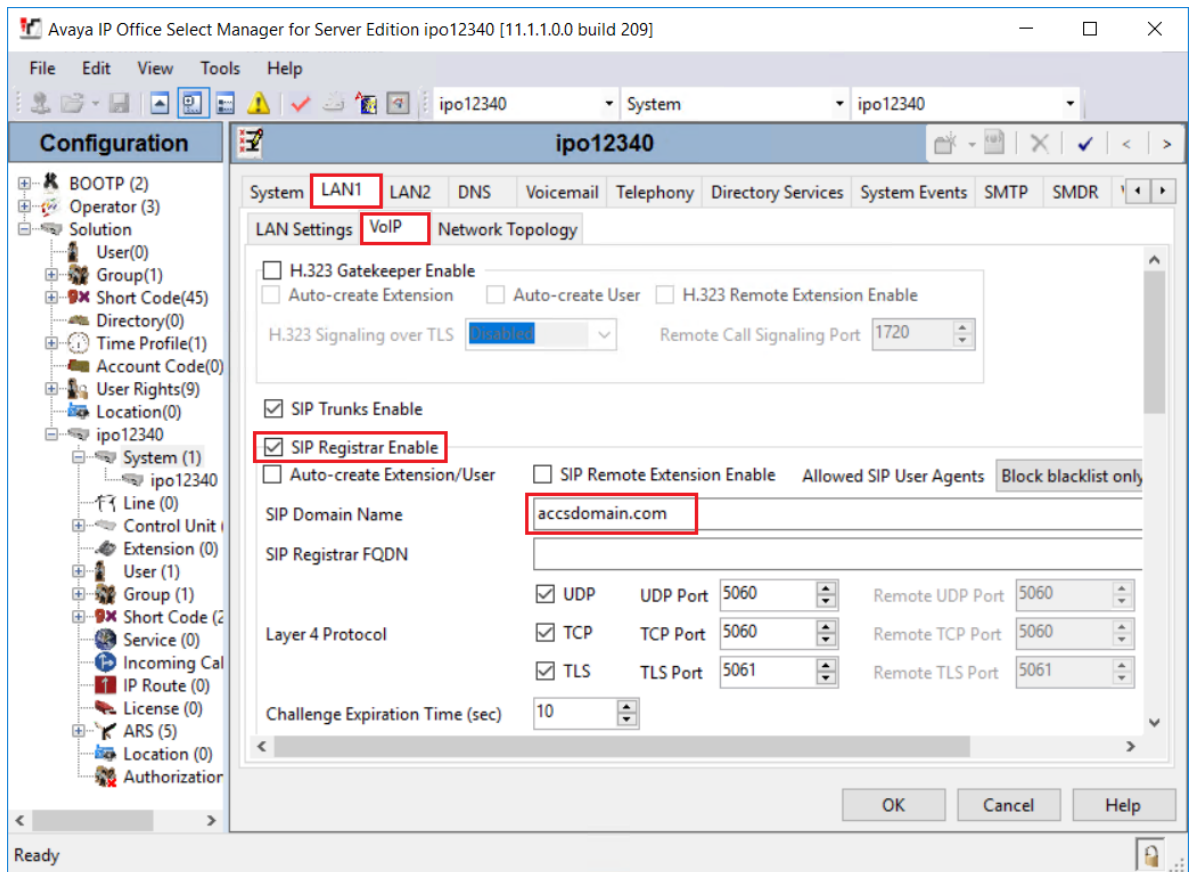 Avaya IP Office Select Manager for Server Edition ipo12340 [11.1.1.0.0 build 209]
File Edit View Tools Help
ipo12340 System ipo12340
Configuration
BOOTP (2)
Operator (3)
Solution
User(0)
Group(1)
Short Code(45)
Directory(0)
Time Profile(1)
Account Code(0)
User Rights(9)
Location(0)
ipo12340
System (1)
ipo12340
Line (0)
Control Unit (
Extension (0)
User (1)
Group (1)
Short Code (2
Service (0)
Incoming Cal
IP Route (0)
License (0)
ARS (5)
Location (0)
Authorization
ipo12340
System LAN1 LAN2 DNS Voicemail Telephony Directory Services System Events SMTP SMDR
LAN Settings VoIP Network Topology
H.323 Gatekeeper Enable
Auto-create Extension Auto-create User H.323 Remote Extension Enable
H.323 Signaling over TLS Disabled Remote Call Signaling Port 1720
SIP Trunks Enable
SIP Registrar Enable
Auto-create Extension/User SIP Remote Extension Enable Allowed SIP User Agents Block blacklist only
SIP Domain Name accsdomain.com
SIP Registrar FQDN
UDP UDP Port 5060 Remote UDP Port 5060
Layer 4 Protocol TCP TCP Port 5060 Remote TCP Port 5060
TLS TLS Port 5061 Remote TLS Port 5061
Challenge Expiration Time (sec) 10
OK Cancel Help
Ready